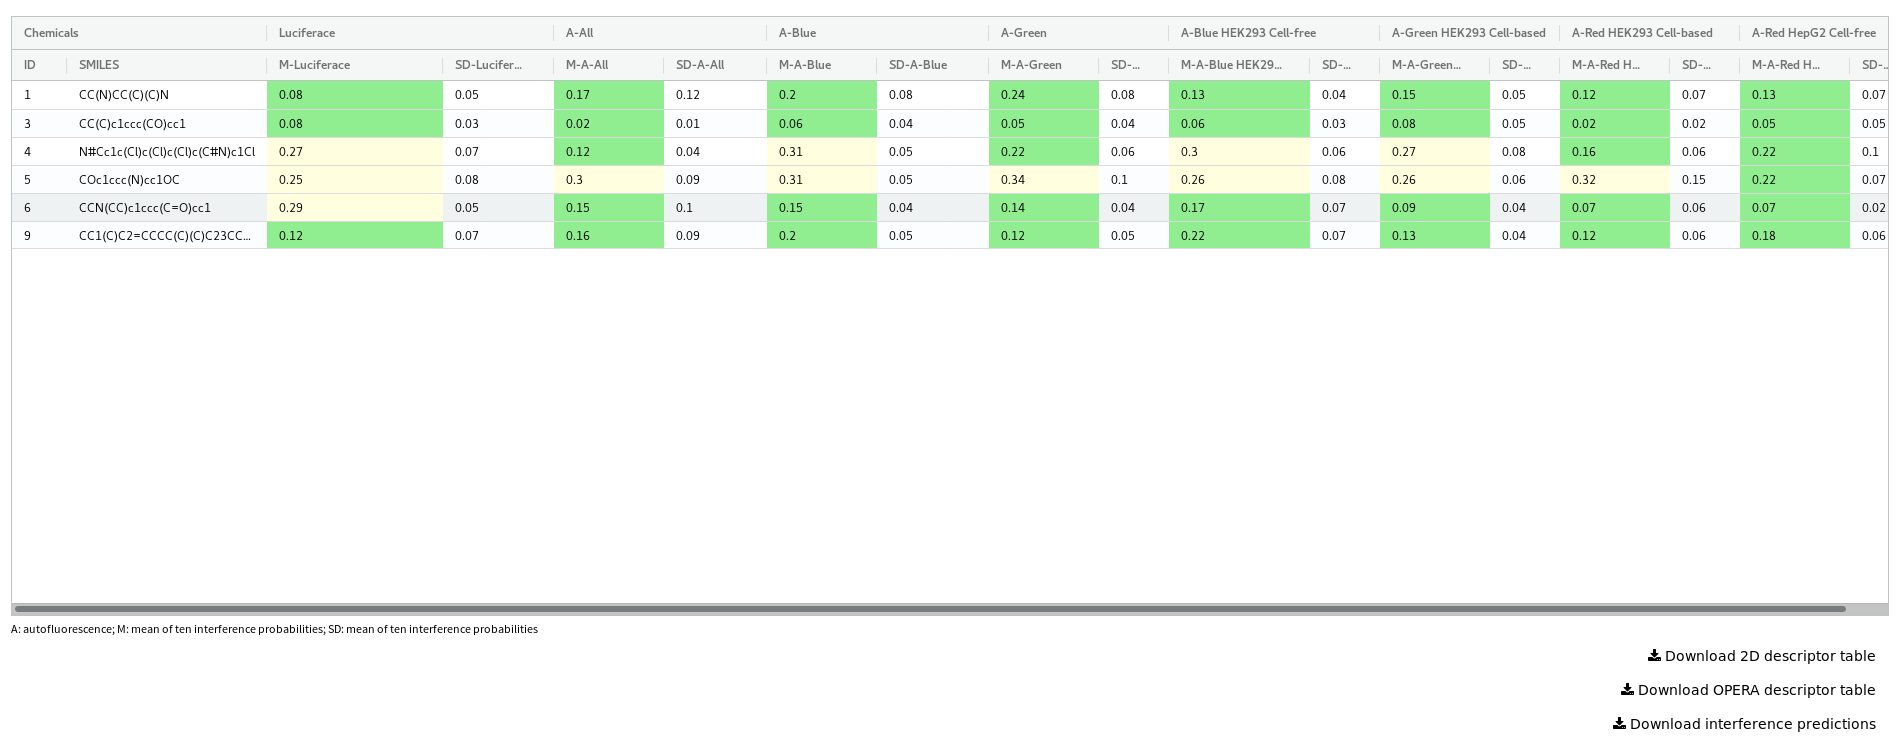 Chemicals Luciferace A-All A-Blue A-Green A-Blue HEK293 Cell-free A-Green HEK293 Cell-based A-Red HEK293 Cell-based A-Red HepG2 Cell-free
ID SMILES M-Luciferace SD-Lucifer... M-A-All SD-A-All M-A-Blue SD-A-Blue M-A-Green SD-... M-A-Blue HEK29... SD-... M-A-Green... SD-... M-A-Red H... SD-... M-A-Red H... SD-...
1 CC(N)CC(C)(C)N 0.08 0.05 0.17 0.12 0.2 0.08 0.24 0.08 0.13 0.04 0.15 0.05 0.12 0.07 0.13 0.07
3 CC(C)c1ccc(CO)cc1 0.08 0.03 0.02 0.01 0.06 0.04 0.05 0.04 0.06 0.03 0.08 0.05 0.02 0.02 0.05 0.05
4 N#Cc1c(Cl)c(Cl)c(Cl)c(C#N)c1Cl 0.27 0.07 0.12 0.04 0.31 0.05 0.22 0.06 0.3 0.06 0.27 0.08 0.16 0.06 0.22 0.1
5 COc1ccc(N)cc1OC 0.25 0.08 0.3 0.09 0.31 0.05 0.34 0.1 0.26 0.08 0.26 0.06 0.32 0.15 0.22 0.07
6 CCN(CC)c1ccc(C=O)cc1 0.29 0.05 0.15 0.1 0.15 0.04 0.14 0.04 0.17 0.07 0.09 0.04 0.07 0.06 0.07 0.02
9 CC1(C)C2=CCCC(C)(C)C23CC... 0.12 0.07 0.16 0.09 0.2 0.05 0.12 0.05 0.22 0.07 0.13 0.04 0.12 0.06 0.18 0.06
A: autofluorescence; M: mean of ten interference probabilities; SD: mean of ten interference probabilities
Download 2D descriptor table
Download OPERA descriptor table
Download interference predictions